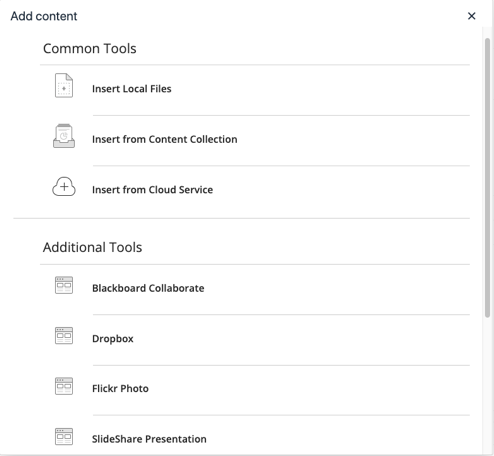 Add content
Common Tools
Insert Local Files
Insert from Content Collection
Insert from Cloud Service
Additional Tools
Blackboard Collaborate
Dropbox
Flickr Photo
SlideShare Presentation